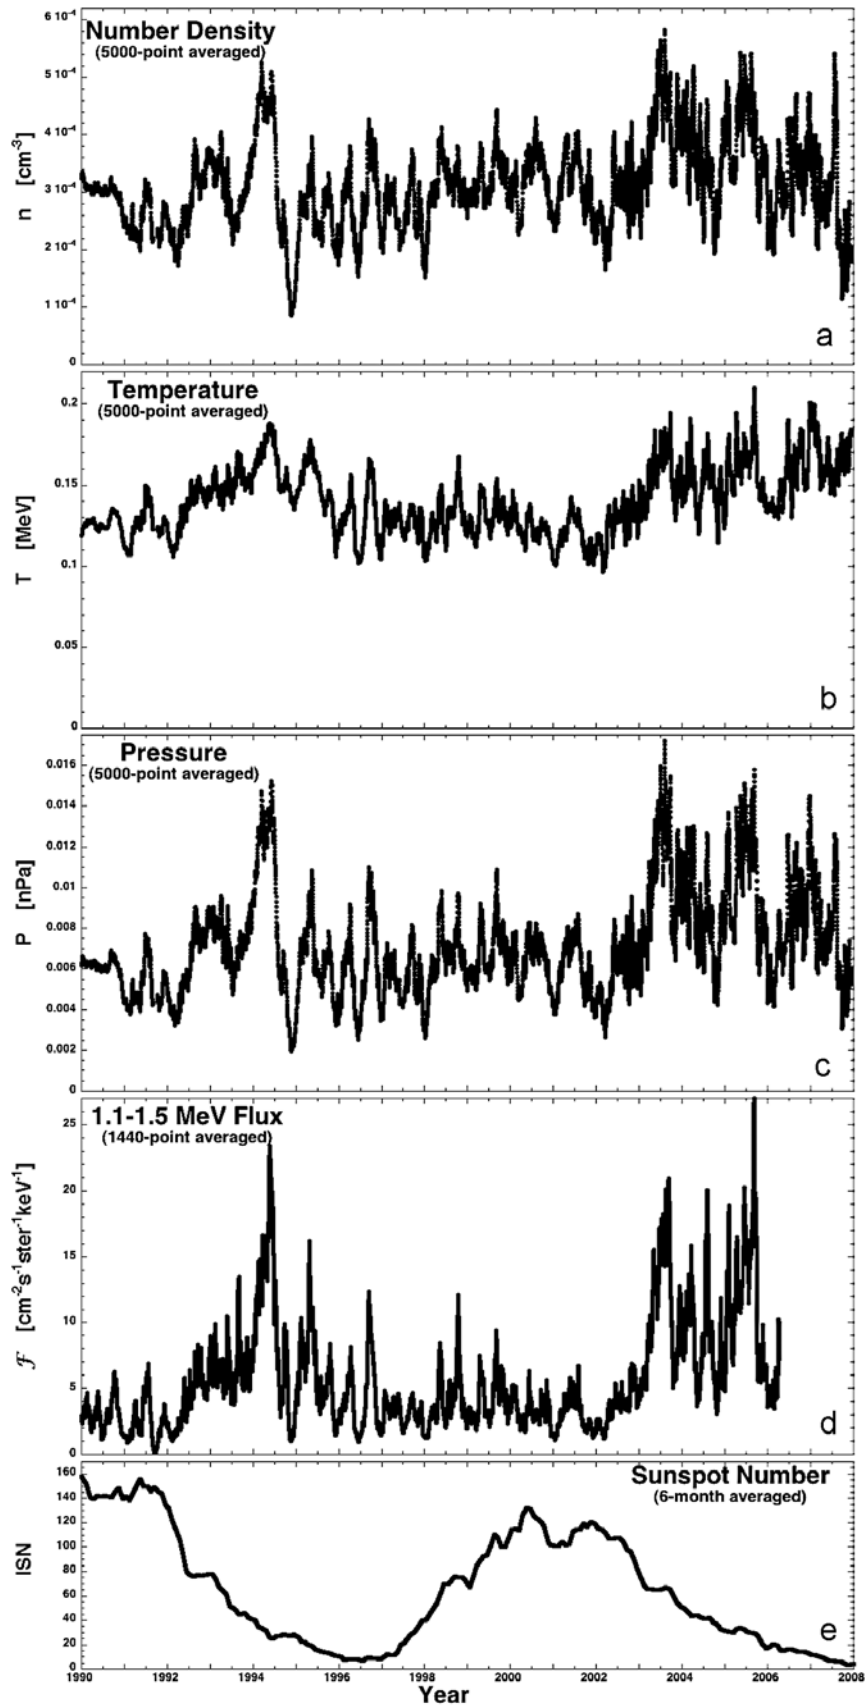 Number Density
(5000-point averaged)
n [cm⁻³]
6 10⁻⁴
5 10⁻⁴
4 10⁻⁴
3 10⁻⁴
2 10⁻⁴
1 10⁻⁴
0
a
Temperature
(5000-point averaged)
T [MeV]
0.2
0.15
0.1
0.05
0
b
Pressure
(5000-point averaged)
P [nPa]
0.016
0.014
0.012
0.01
0.008
0.006
0.004
0.002
0
c
1.1-1.5 MeV Flux
(1440-point averaged)
ℱ [cm⁻²s⁻¹ster⁻¹keV⁻¹]
25
20
15
10
5
0
d
Sunspot Number
(6-month averaged)
ISN
160
140
120
100
80
60
40
20
0
e
1990 1992 1994 1996 1998 2000 2002 2004 2006 2008
Year